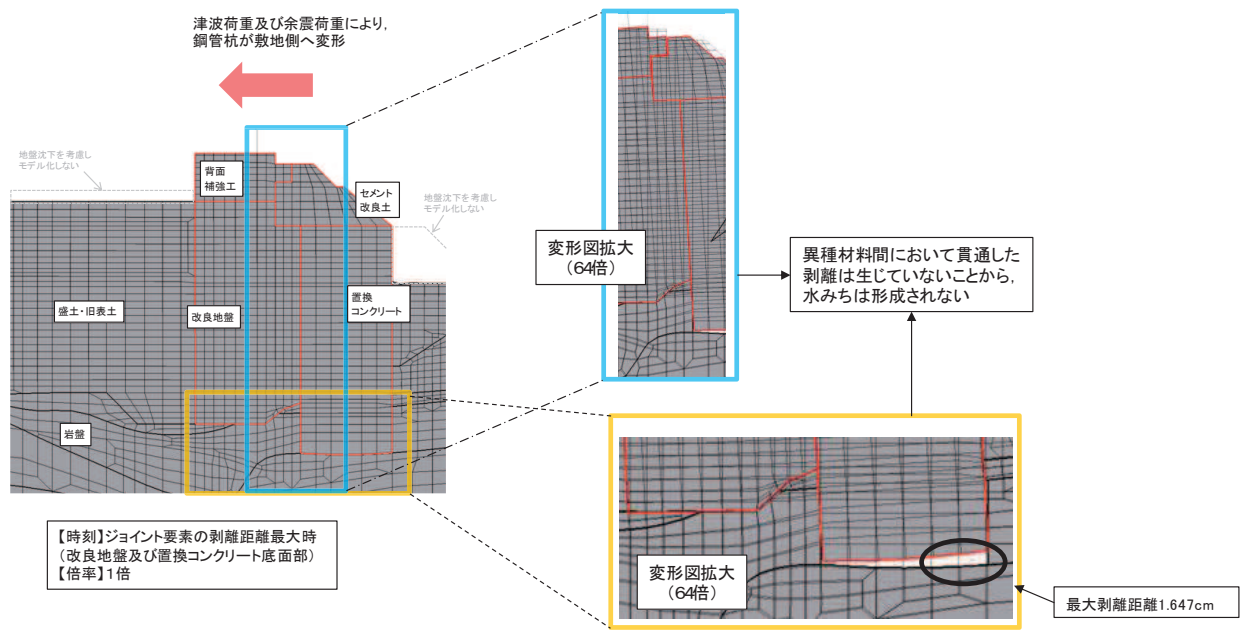 津波荷重及び余震荷重により，
鋼管杭が敷地側へ変形
地盤沈下を考慮し
モデル化しない
背面
補強工
セメント
改良土
地盤沈下を考慮し
モデル化しない
盛土・旧表土
改良地盤
置換
コンクリート
岩盤
【時刻】ジョイント要素の剥離距離最大時
（改良地盤及び置換コンクリート底面部）
【倍率】１倍
変形図拡大
（64倍）
異種材料間において貫通した
剥離は生じていないことから，
水みちは形成されない
変形図拡大
（64倍）
最大剥離距離1.647cm